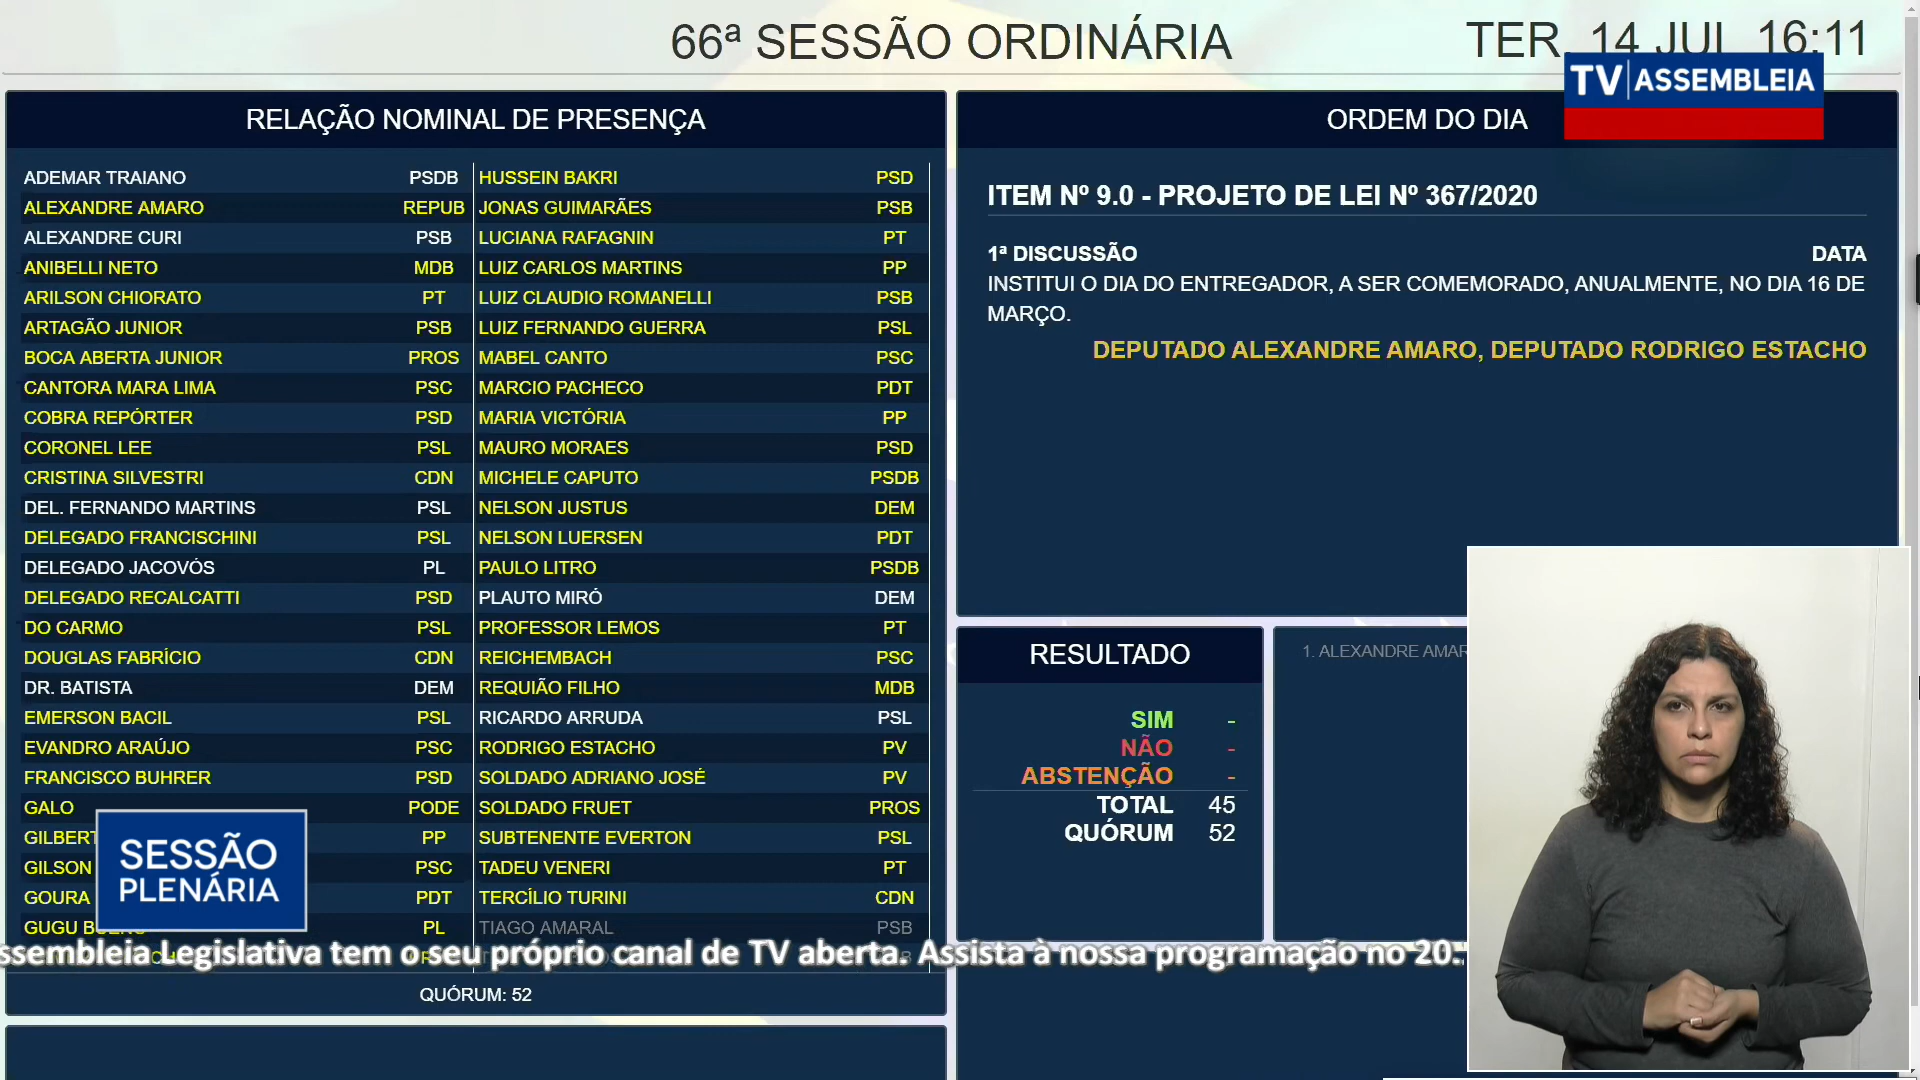 66ª SESSÃO ORDINÁRIA
TER, 14 JUL 16:11
TV ASSEMBLEIA
RELAÇÃO NOMINAL DE PRESENÇA
ADEMAR TRAIANO PSDB
ALEXANDRE AMARO REPUB
ALEXANDRE CURI PSB
ANIBELLI NETO MDB
ARILSON CHIORATO PT
ARTAGÃO JUNIOR PSB
BOCA ABERTA JUNIOR PROS
CANTORA MARA LIMA PSC
COBRA REPÓRTER PSD
CORONEL LEE PSL
CRISTINA SILVESTRI CDN
DEL. FERNANDO MARTINS PSL
DELEGADO FRANCISCHINI PSL
DELEGADO JACOVÓS PL
DELEGADO RECALCATTI PSD
DO CARMO PSL
DOUGLAS FABRÍCIO CDN
DR. BATISTA DEM
EMERSON BACIL PSL
EVANDRO ARAÚJO PSC
FRANCISCO BUHRER PSD
GALO PODE
GILBERT PP
GILSON PSC
GOURA PDT
GUGU PL
HUSSEIN BAKRI PSD
JONAS GUIMARÃES PSB
LUCIANA RAFAGNIN PT
LUIZ CARLOS MARTINS PP
LUIZ CLAUDIO ROMANELLI PSB
LUIZ FERNANDO GUERRA PSL
MABEL CANTO PSC
MARCIO PACHECO PDT
MARIA VICTÓRIA PP
MAURO MORAES PSD
MICHELE CAPUTO PSDB
NELSON JUSTUS DEM
NELSON LUERSEN PDT
PAULO LITRO PSDB
PLAUTO MIRÓ DEM
PROFESSOR LEMOS PT
REICHEMBACH PSC
REQUIÃO FILHO MDB
RICARDO ARRUDA PSL
RODRIGO ESTACHO PV
SOLDADO ADRIANO JOSÉ PV
SOLDADO FRUET PROS
SUBTENENTE EVERTON PSL
TADEU VENERI PT
TERCÍLIO TURINI CDN
TIAGO AMARAL PSB
QUÓRUM: 52
SESSÃO
PLENÁRIA
ssembleia Legislativa tem o seu próprio canal de TV aberta. Assista à nossa programação no 20.
ORDEM DO DIA
ITEM Nº 9.0 - PROJETO DE LEI Nº 367/2020
1ª DISCUSSÃO DATA
INSTITUI O DIA DO ENTREGADOR, A SER COMEMORADO, ANUALMENTE, NO DIA 16 DE
MARÇO.
DEPUTADO ALEXANDRE AMARO, DEPUTADO RODRIGO ESTACHO
RESULTADO
SIM -
NÃO -
ABSTENÇÃO -
TOTAL 45
QUÓRUM 52
1. ALEXANDRE AMAR